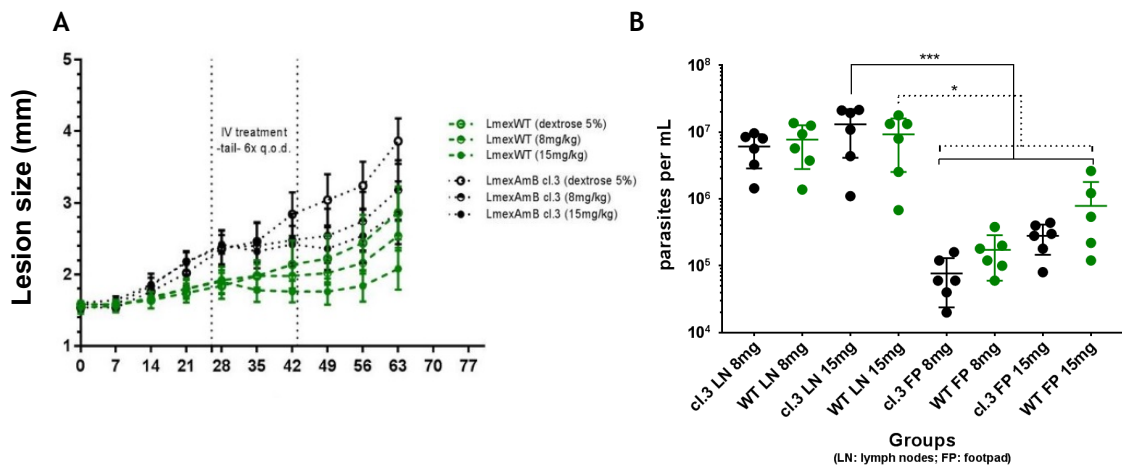 A
Lesion size (mm)
5
4
3
2
1
0 7 14 21 28 35 42 49 56 63 70 77
IV treatment
-tail- 6x q.o.d.
LmexWT (dextrose 5%)
LmexWT (8mg/kg)
LmexWT (15mg/kg)
LmexAmB cl.3 (dextrose 5%)
LmexAmB cl.3 (8mg/kg)
LmexAmB cl.3 (15mg/kg)
B
parasites per mL
10⁸
10⁷
10⁶
10⁵
10⁴
***
*
cl.3 LN 8mg
WT LN 8mg
cl.3 LN 15mg
WT LN 15mg
cl.3 FP 8mg
WT FP 8mg
cl.3 FP 15mg
WT FP 15mg
Groups
(LN: lymph nodes; FP: footpad)